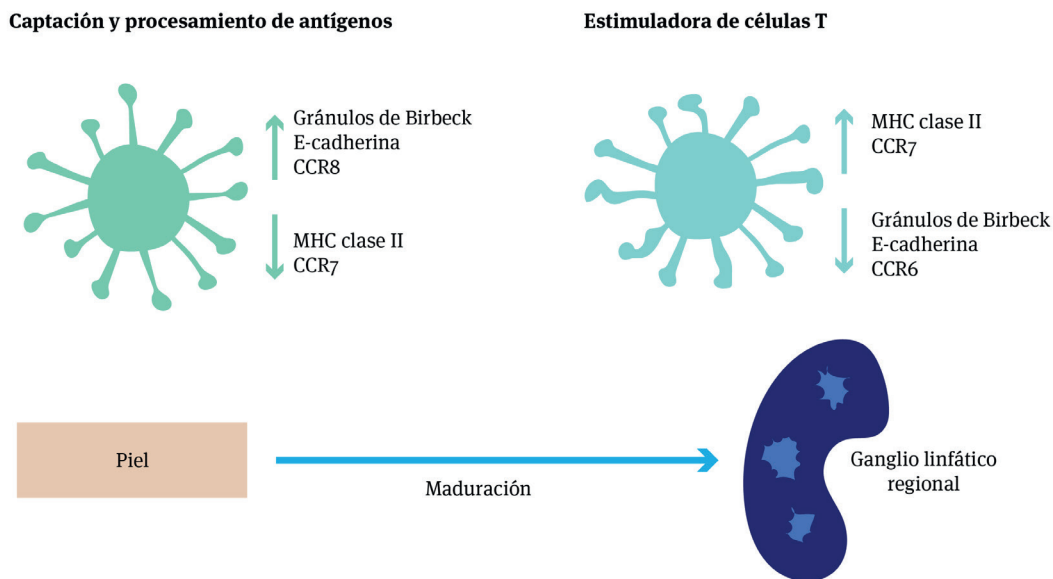 Captación y procesamiento de antígenos
Gránulos de Birbeck
E-cadherina
CCR8
MHC clase II
CCR7
Estimuladora de células T
MHC clase II
CCR7
Gránulos de Birbeck
E-cadherina
CCR6
Piel
Maduración
Ganglio linfático
regional